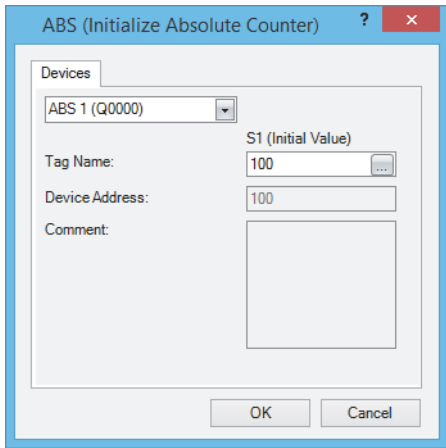 ABS (Initialize Absolute Counter) ? ×
Devices
ABS 1 (Q0000)
S1 (Initial Value)
Tag Name: 100 ...
Device Address: 100
Comment:
OK Cancel